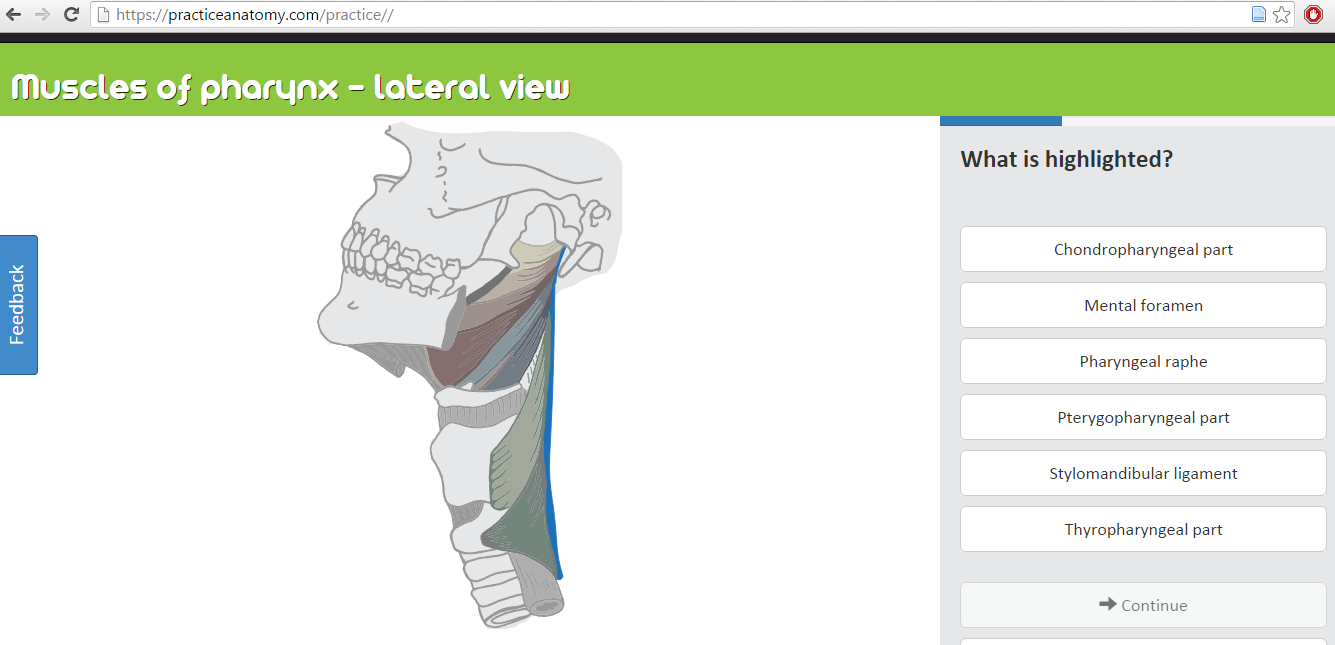 https://practiceanatomy.com/practice//
Muscles of pharynx - lateral view
Feedback
What is highlighted?
Chondropharyngeal part
Mental foramen
Pharyngeal raphe
Pterygopharyngeal part
Stylomandibular ligament
Thyropharyngeal part
Continue